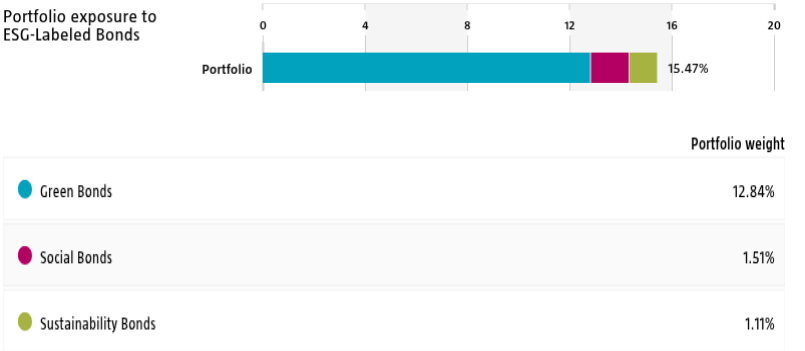 Portfolio exposure to
ESG-Labeled Bonds
0 4 8 12 16 20
Portfolio 15.47%
Portfolio weight
Green Bonds 12.84%
Social Bonds 1.51%
Sustainability Bonds 1.11%